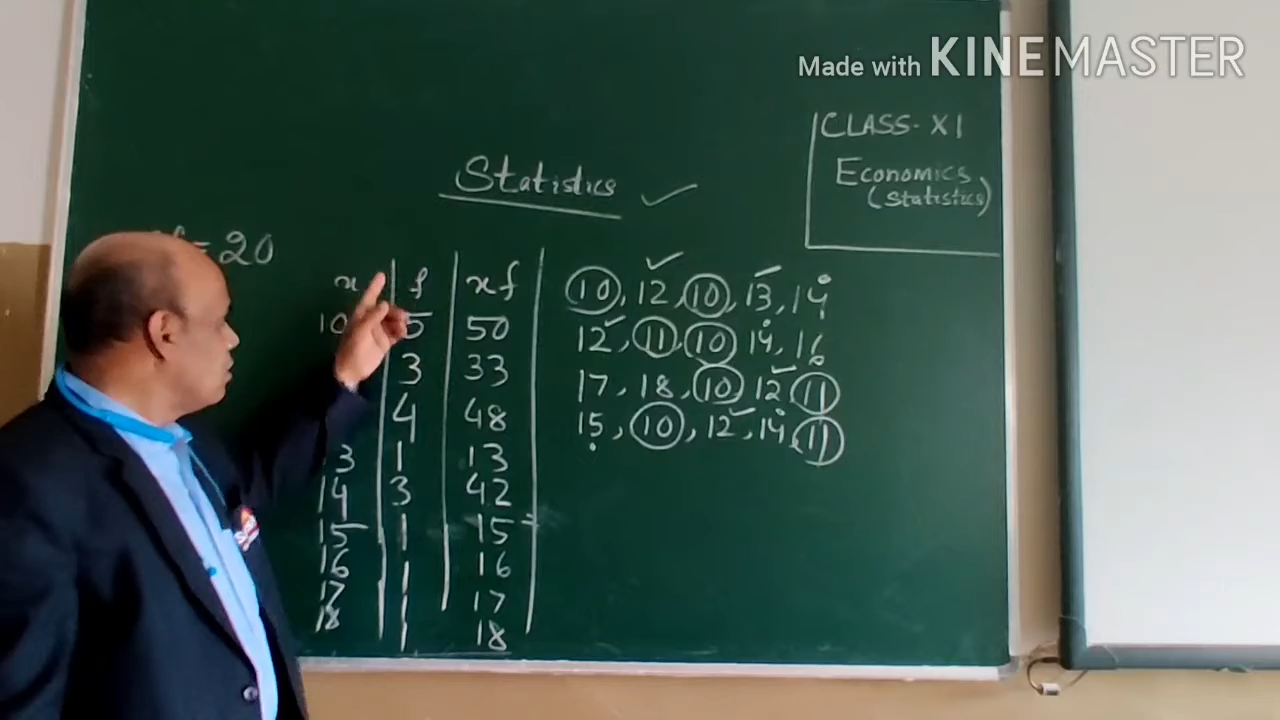 Made with KINEMASTER
CLASS-XI
Economics
(Statistics)
Statistics ✓
= 20
x f xf
10 5 50
3 33
4 48
3 1 13
14 3 42
15 1 15
16 1 16
17 1 17
18 1 18
10, 12, 10, 13, 14
12, 11, 10, 14, 16
17, 18, 10, 12, 11
15, 10, 12, 14, 11